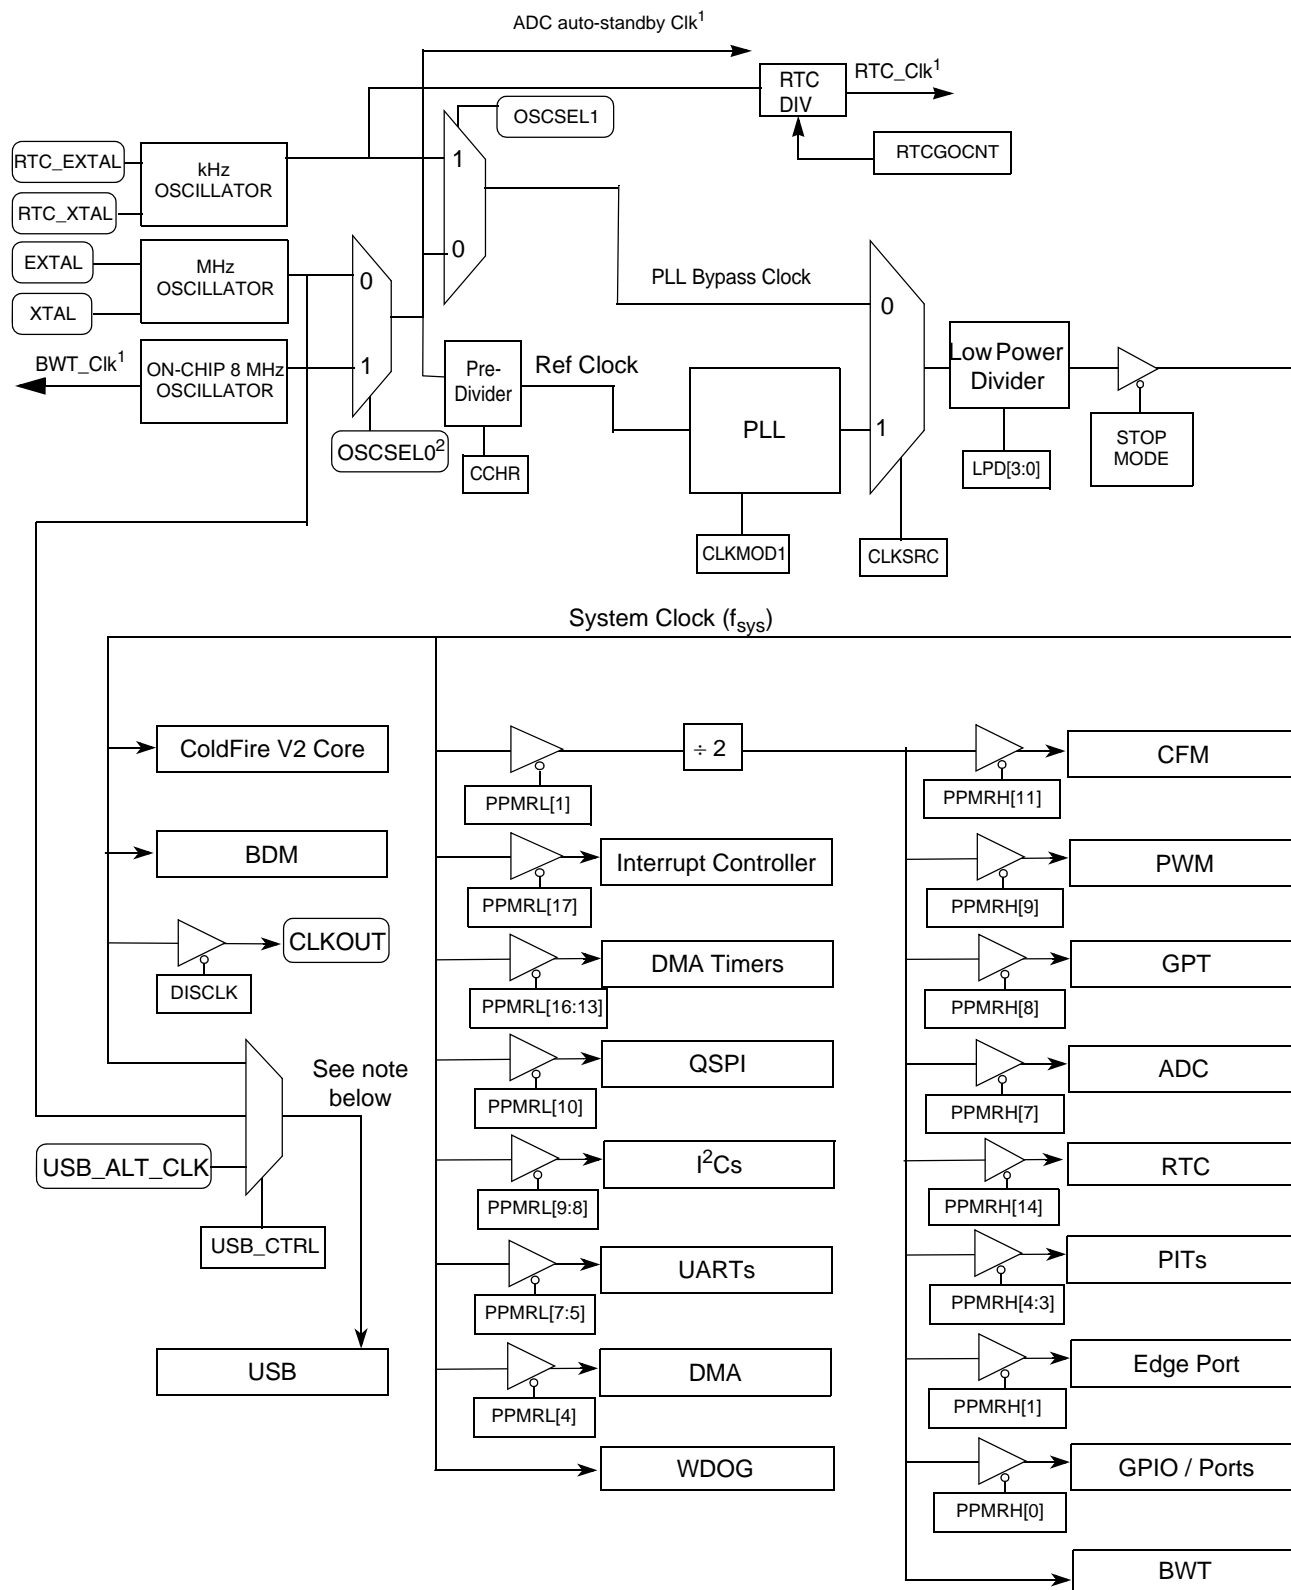 ADC auto-standby Clk1
RTC DIV
RTC_Clk1
OSCSEL1
RTCGOCNT
RTC_EXTAL
RTC_XTAL
kHz
OSCILLATOR
1
0
EXTAL
XTAL
MHz
OSCILLATOR
0
1
BWT_Clk1
ON-CHIP 8 MHz
OSCILLATOR
OSCSEL02
Pre-
Divider
CCHR
Ref Clock
PLL Bypass Clock
PLL
CLKMOD1
0
1
CLKSRC
Low Power
Divider
LPD[3:0]
STOP
MODE
System Clock (fsys)
ColdFire V2 Core
BDM
CLKOUT
DISCLK
See note
below
USB_ALT_CLK
USB_CTRL
USB
PPMRL[1]
÷ 2
Interrupt Controller
PPMRL[17]
DMA Timers
PPMRL[16:13]
QSPI
PPMRL[10]
I2Cs
PPMRL[9:8]
UARTs
PPMRL[7:5]
DMA
PPMRL[4]
WDOG
CFM
PPMRH[11]
PWM
PPMRH[9]
GPT
PPMRH[8]
ADC
PPMRH[7]
RTC
PPMRH[14]
PITs
PPMRH[4:3]
Edge Port
PPMRH[1]
GPIO / Ports
PPMRH[0]
BWT